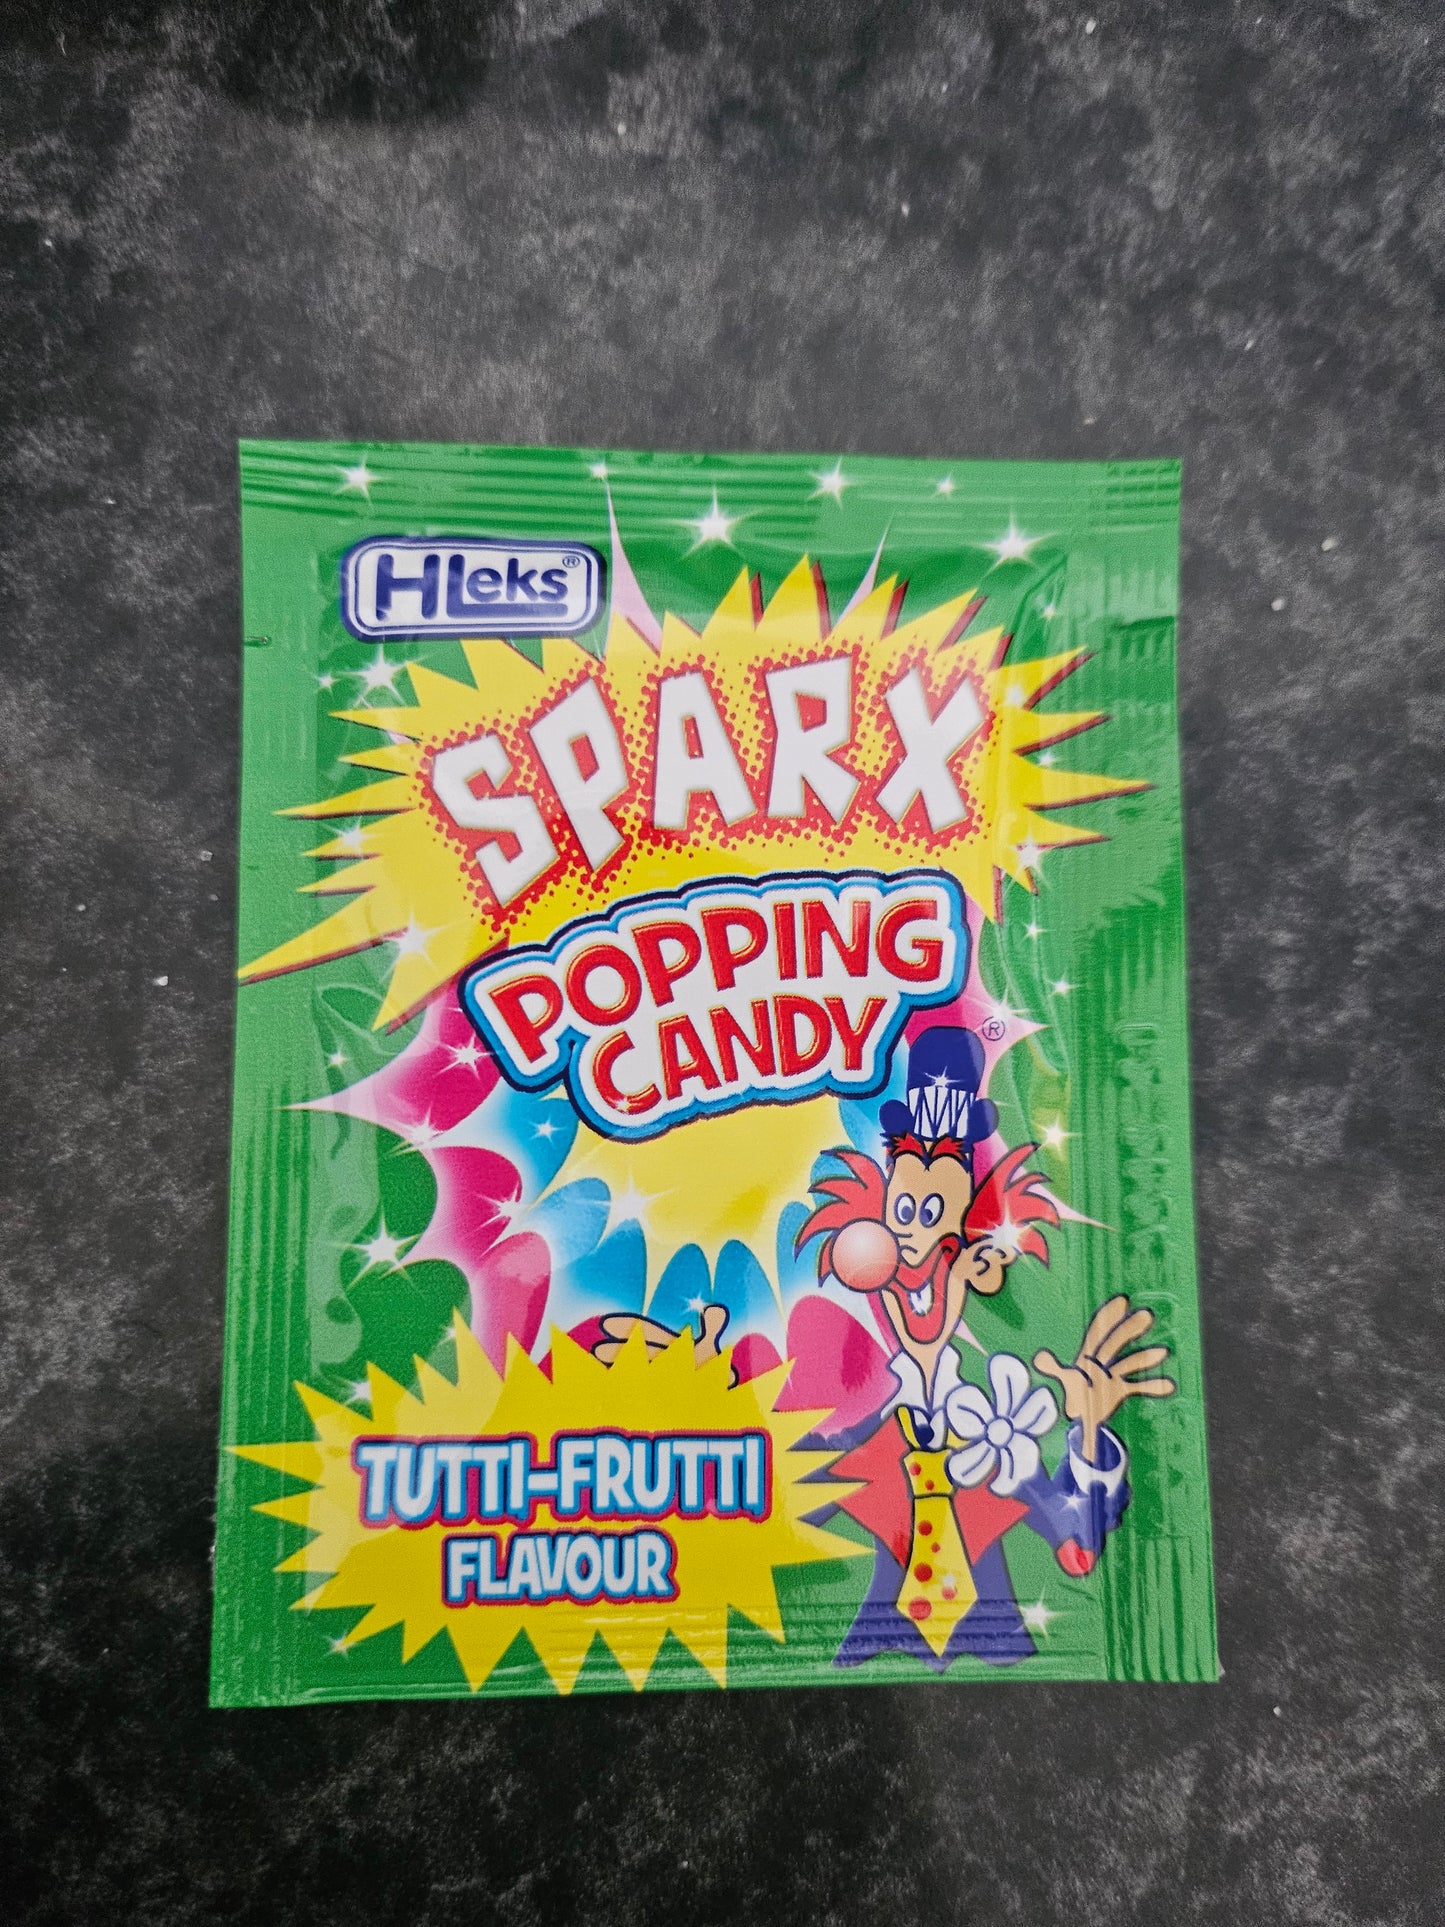 HLeks®
SPARX
POPPING
CANDY
®
TUTTI-FRUTTI
FLAVOUR